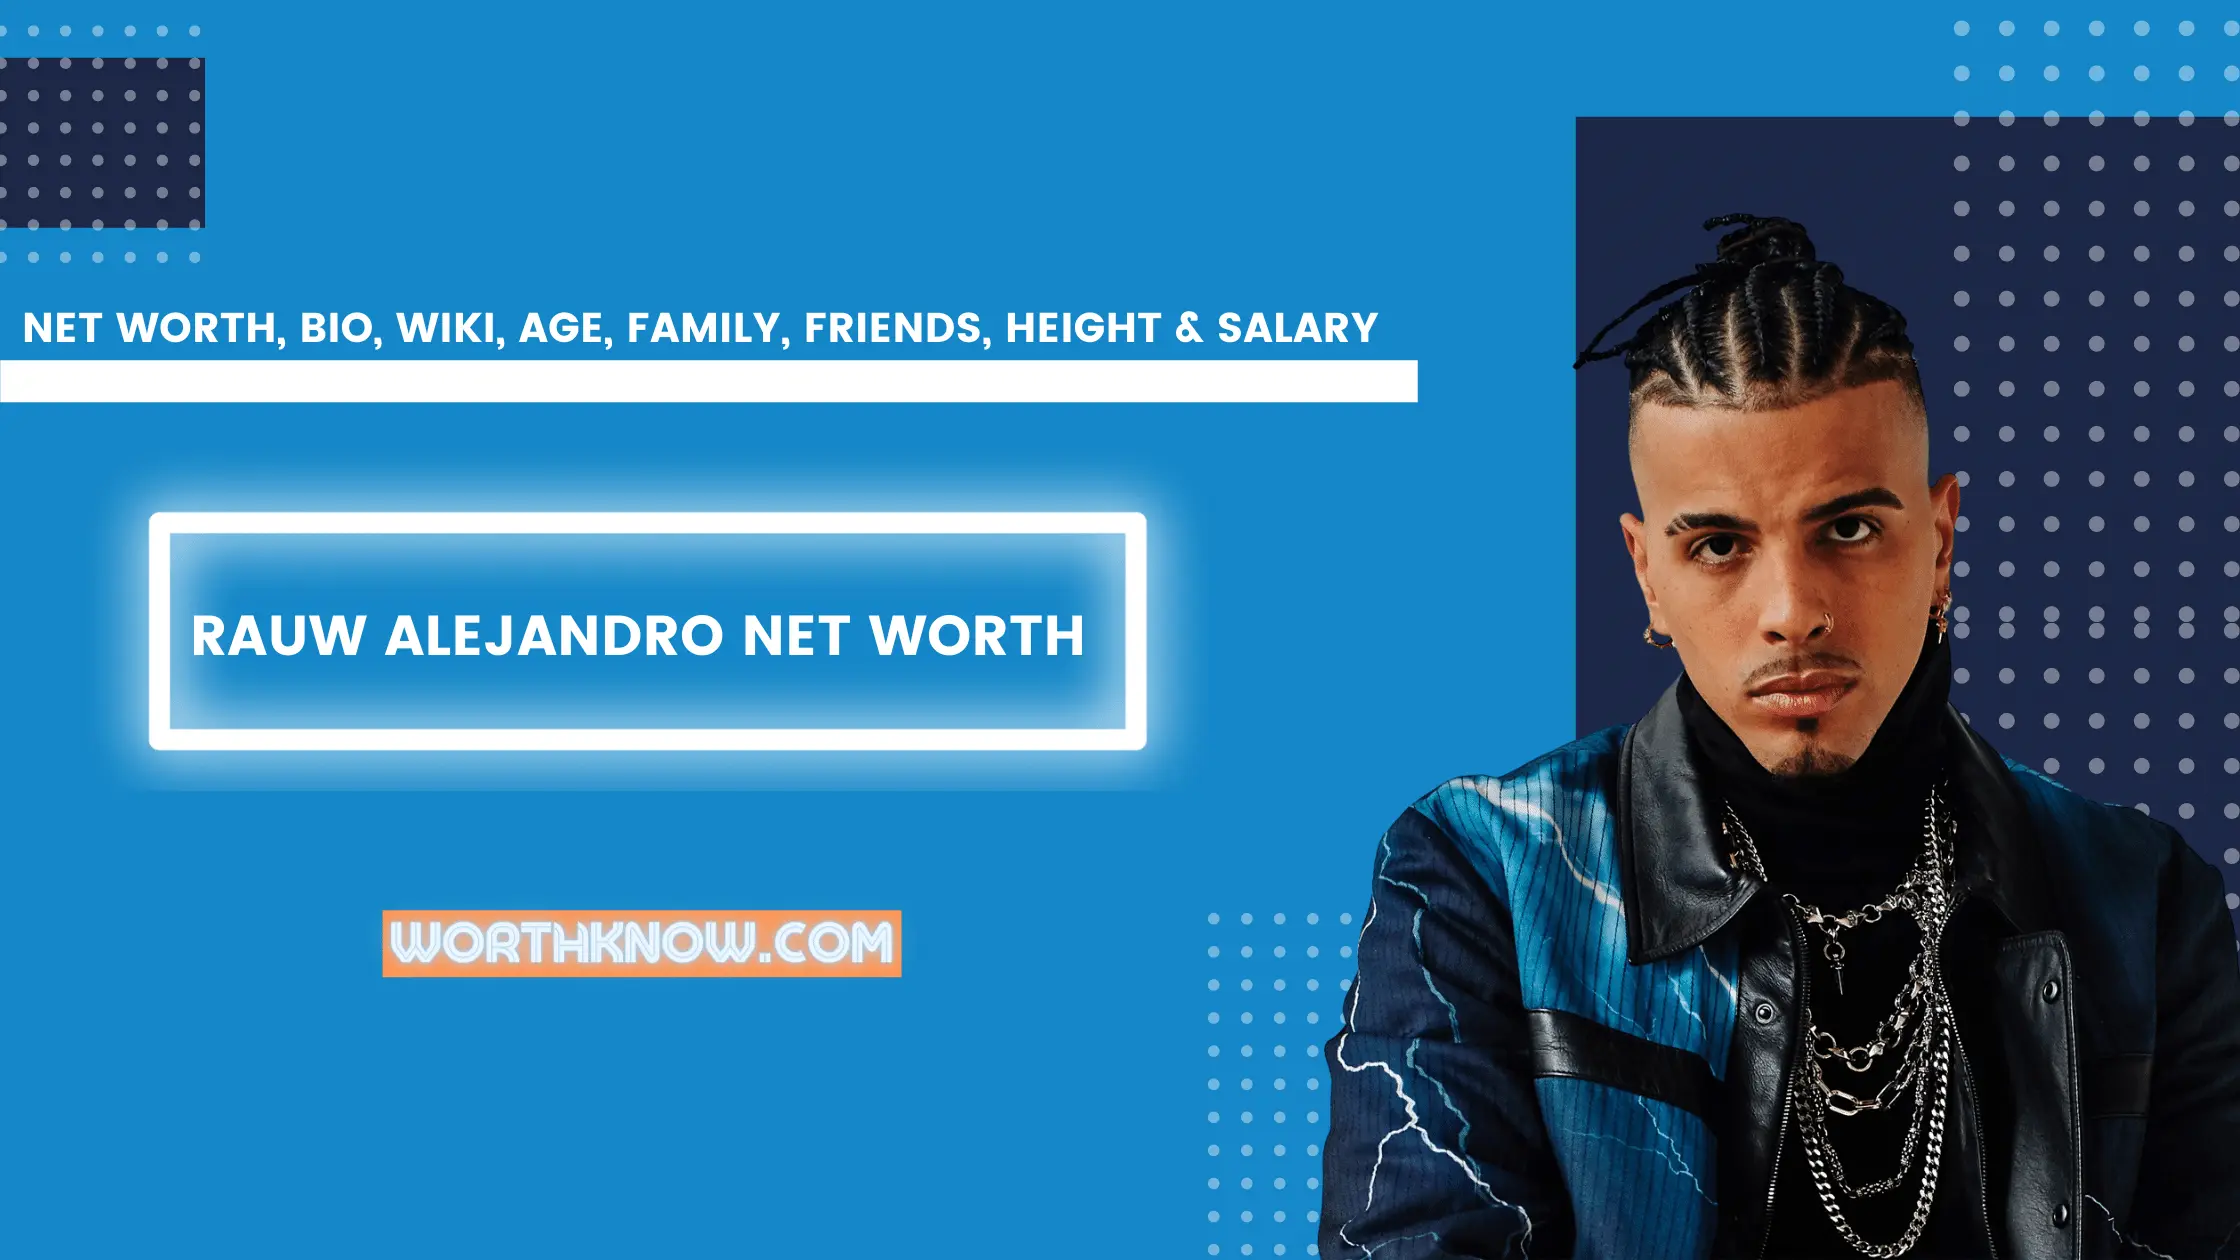 NET WORTH, BIO, WIKI, AGE, FAMILY, FRIENDS, HEIGHT & SALARY
RAUW ALEJANDRO NET WORTH
WORTHKNOW.COM